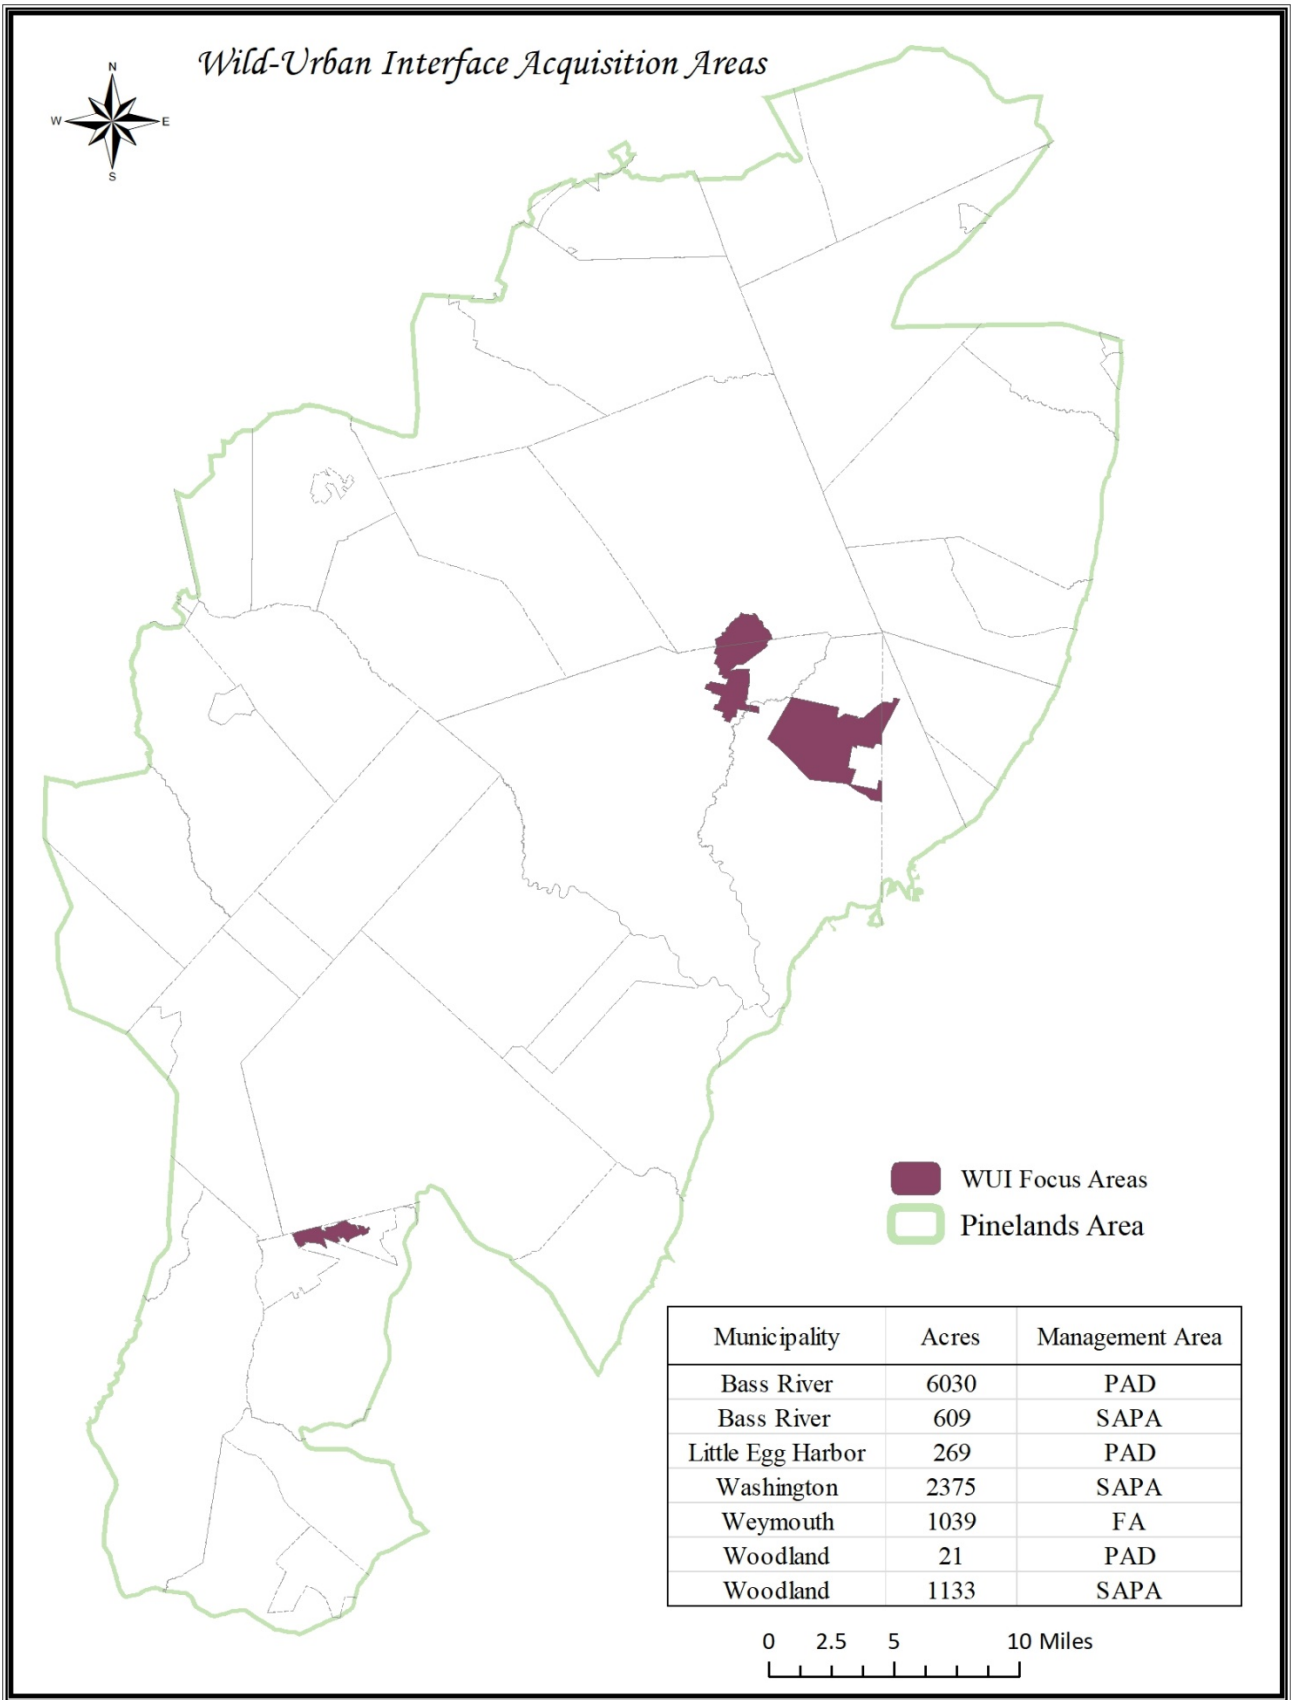 Wild-Urban Interface Acquisition Areas
N
W E
S
WUI Focus Areas
Pinelands Area
Municipality Acres Management Area
Bass River 6030 PAD
Bass River 609 SAPA
Little Egg Harbor 269 PAD
Washington 2375 SAPA
Weymouth 1039 FA
Woodland 21 PAD
Woodland 1133 SAPA
0 2.5 5 10 Miles